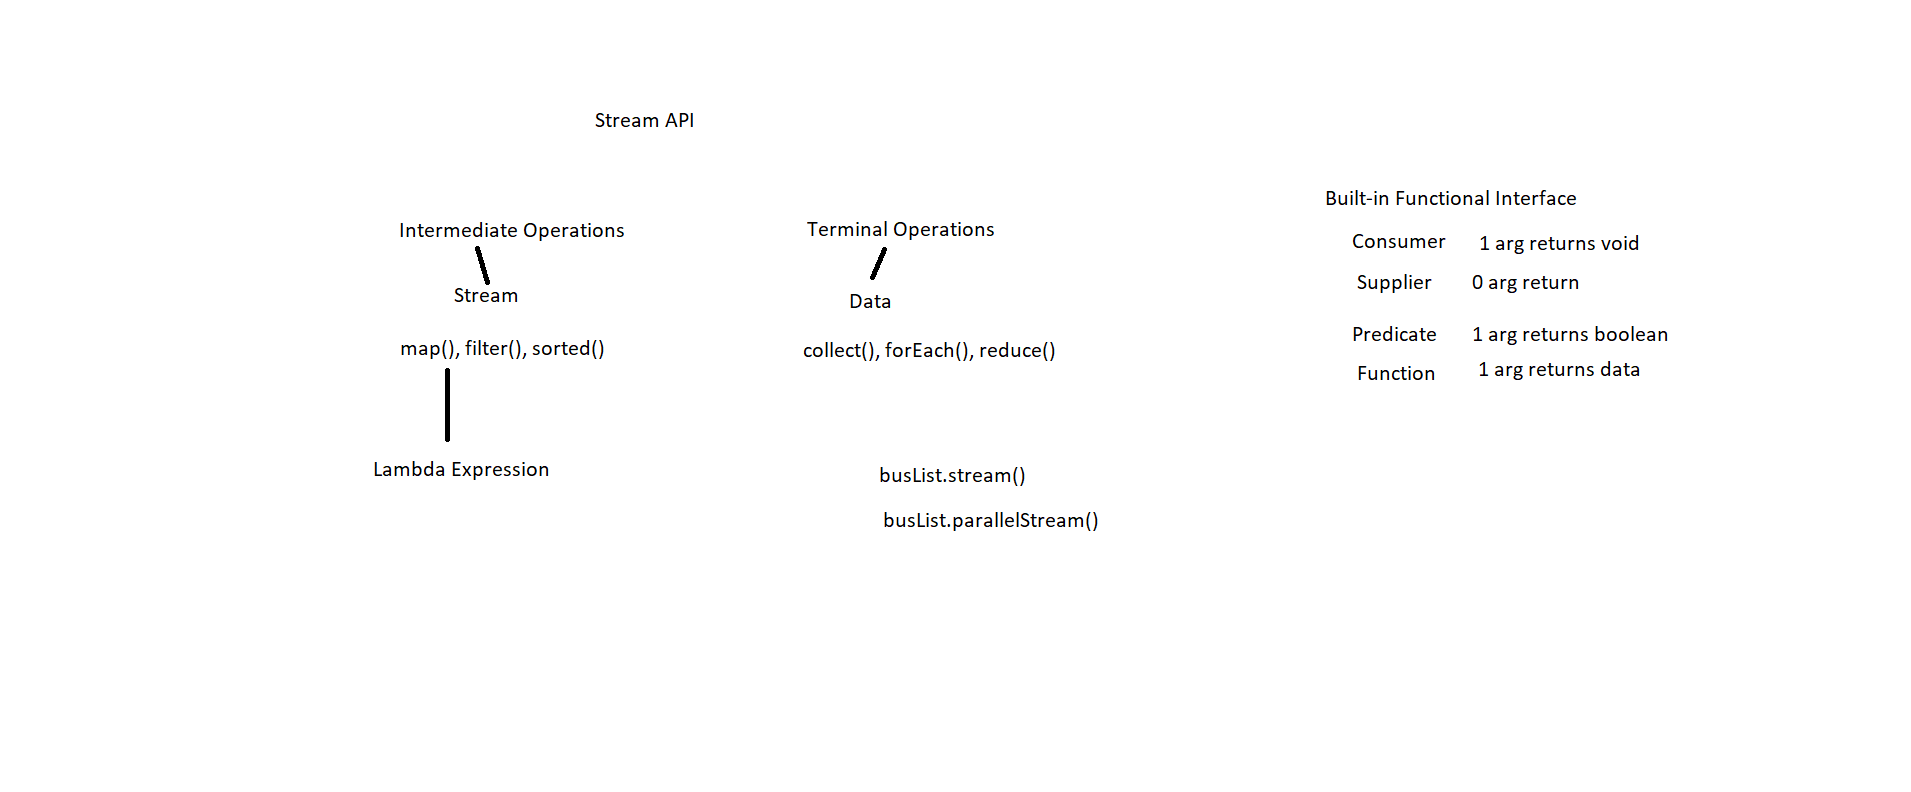 Stream API
Intermediate Operations
Stream
map(), filter(), sorted()
Lambda Expression
Terminal Operations
Data
collect(), forEach(), reduce()
busList.stream()
busList.parallelStream()
Built-in Functional Interface
Consumer 1 arg returns void
Supplier 0 arg return
Predicate 1 arg returns boolean
Function 1 arg returns data